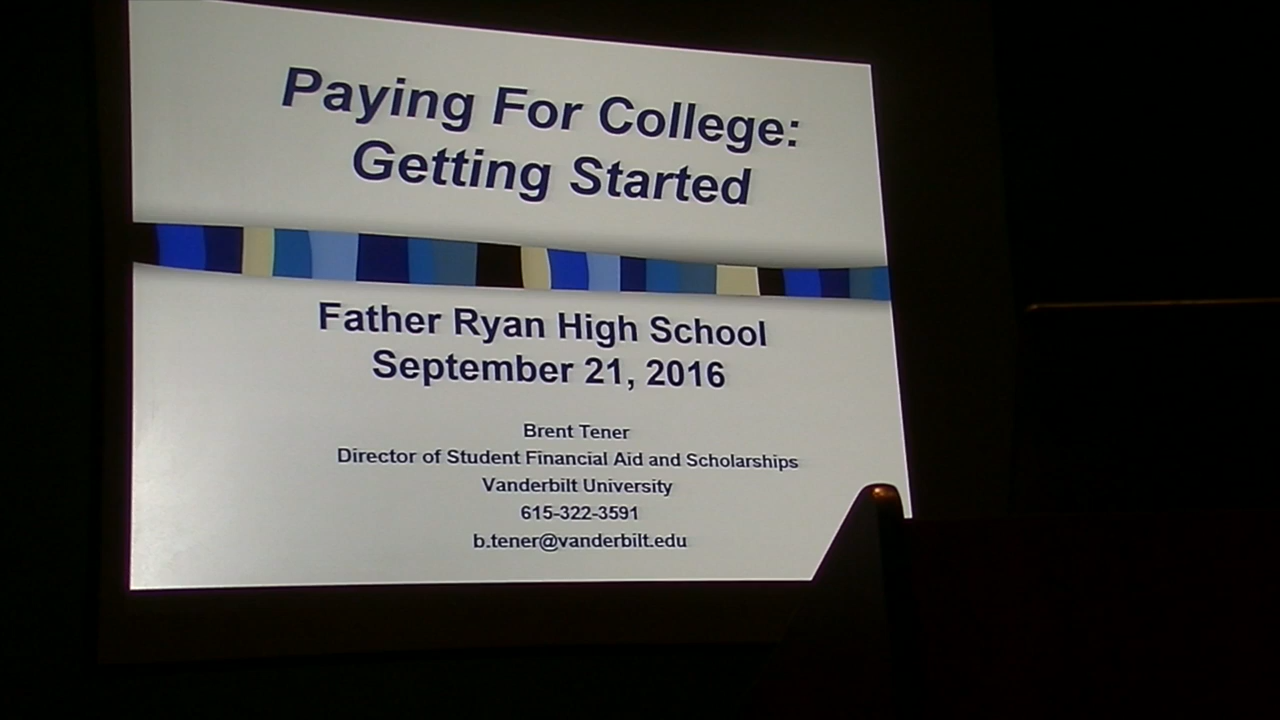 Paying For College:
Getting Started
Father Ryan High School
September 21, 2016
Brent Tener
Director of Student Financial Aid and Scholarships
Vanderbilt University
615-322-3591
b.tener@vanderbilt.edu